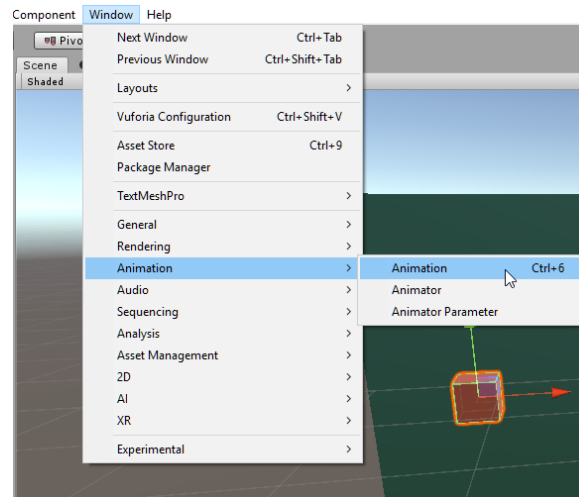 Component Window Help
Pivo
Scene
Shaded
Next Window Ctrl+Tab
Previous Window Ctrl+Shift+Tab
Layouts
Vuforia Configuration Ctrl+Shift+V
Asset Store Ctrl+9
Package Manager
TextMeshPro
General
Rendering
Animation
Audio
Sequencing
Analysis
Asset Management
2D
AI
XR
Experimental
Animation Ctrl+6
Animator
Animator Parameter